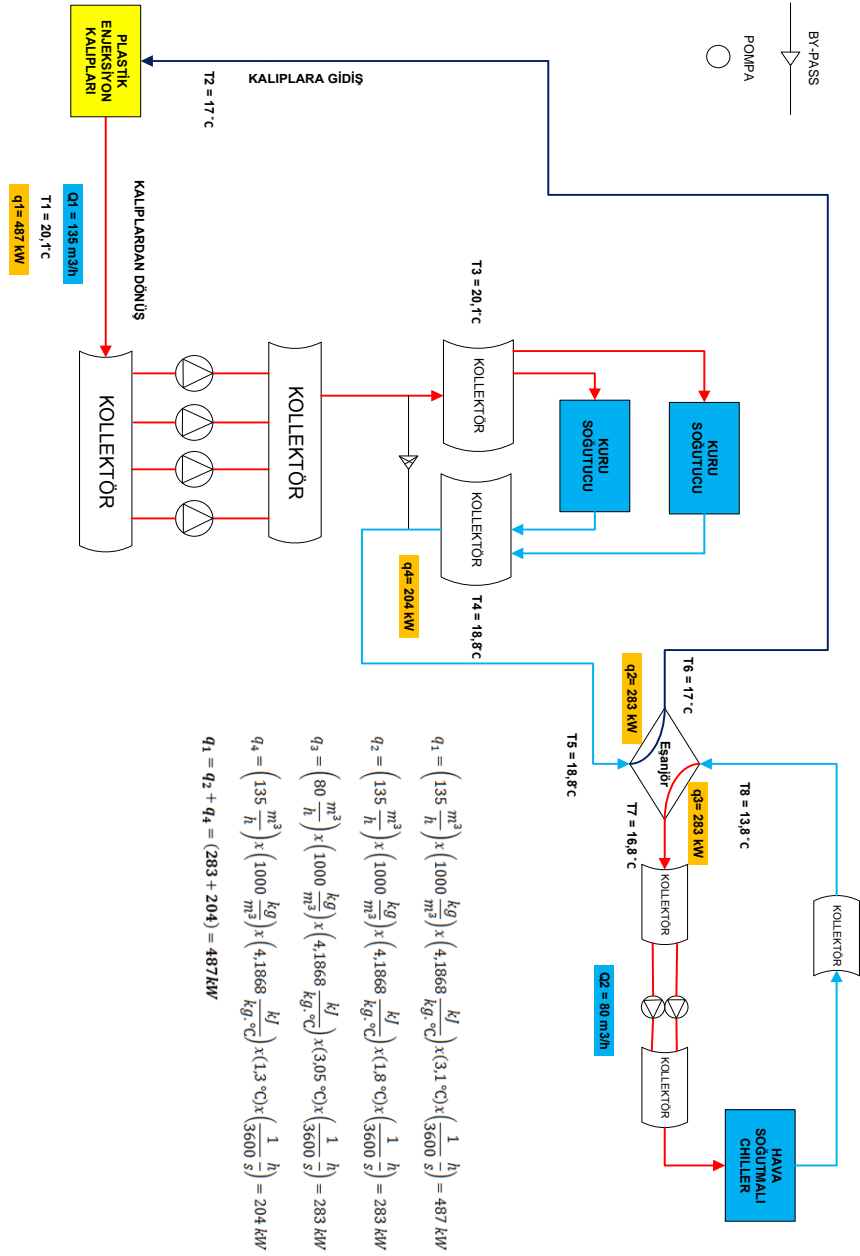 BY-PASS
POMPA
PLASTİK
ENJEKSİYON
KALIPLARI
T2 = 17 °C
KALIPLARA GİDİŞ
KALIPLARDAN DÖNÜŞ
Q1 = 135 m3/h
T1 = 20,1°C
q1= 487 kW
KOLLEKTÖR
KOLLEKTÖR
T3 = 20,1°C
KOLLEKTÖR
KURU
SOĞUTUCU
KURU
SOĞUTUCU
KOLLEKTÖR
T4 = 18,8°C
q4= 204 kW
T5 = 18,8°C
T6 = 17 °C
q2= 283 kW
Eşanjör
q3= 283 kW
T7 = 16,8 °C
T8 = 13,8 °C
KOLLEKTÖR
Q2 = 80 m3/h
KOLLEKTÖR
HAVA
SOĞUTMALI
CHILLER
KOLLEKTÖR
q₁ = (135 m³/h)x(1000 kg/m³)x(4,1868 kJ/kg.°C)x(3,1 °C)x(1/3600 h/s) = 487 kW
q₂ = (135 m³/h)x(1000 kg/m³)x(4,1868 kJ/kg.°C)x(1,8 °C)x(1/3600 h/s) = 283 kW
q₃ = (80 m³/h)x(1000 kg/m³)x(4,1868 kJ/kg.°C)x(3,05 °C)x(1/3600 h/s) = 283 kW
q₄ = (135 m³/h)x(1000 kg/m³)x(4,1868 kJ/kg.°C)x(1,3 °C)x(1/3600 h/s) = 204 kW
q₁ = q₂ + q₄ = (283 + 204) = 487kW